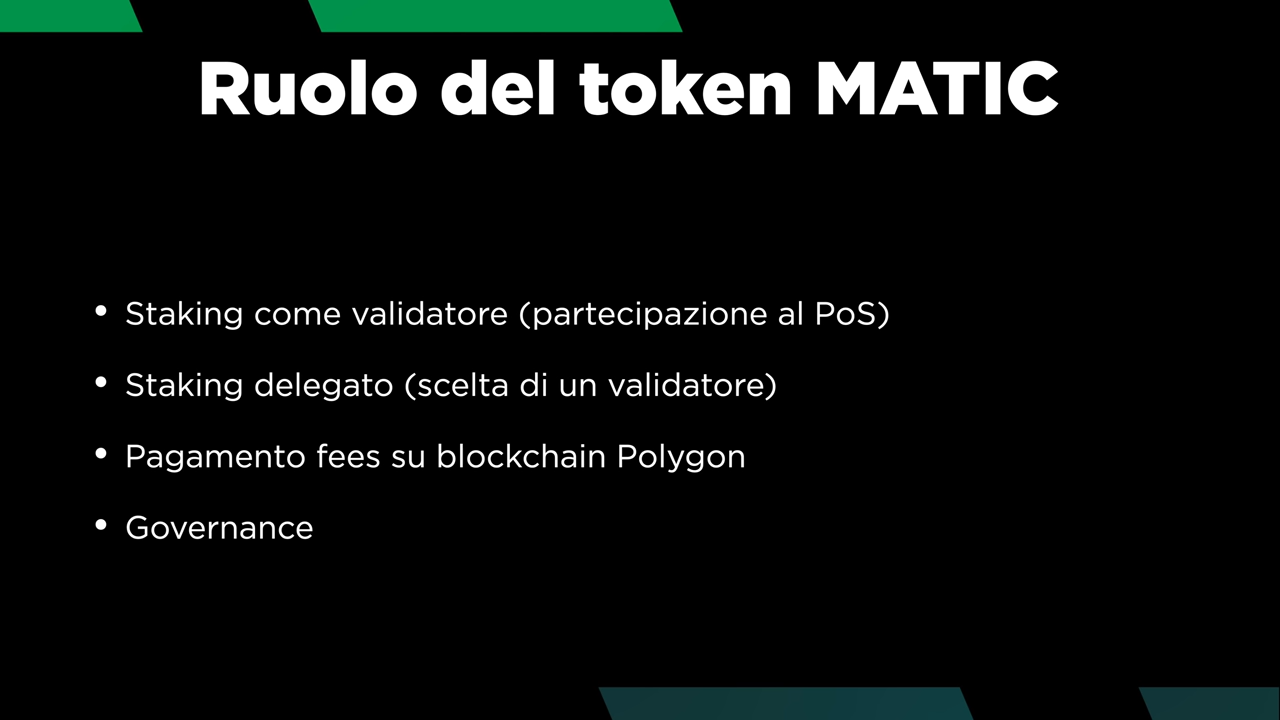 Ruolo del token MATIC
• Staking come validatore (partecipazione al PoS)
• Staking delegato (scelta di un validatore)
• Pagamento fees su blockchain Polygon
• Governance